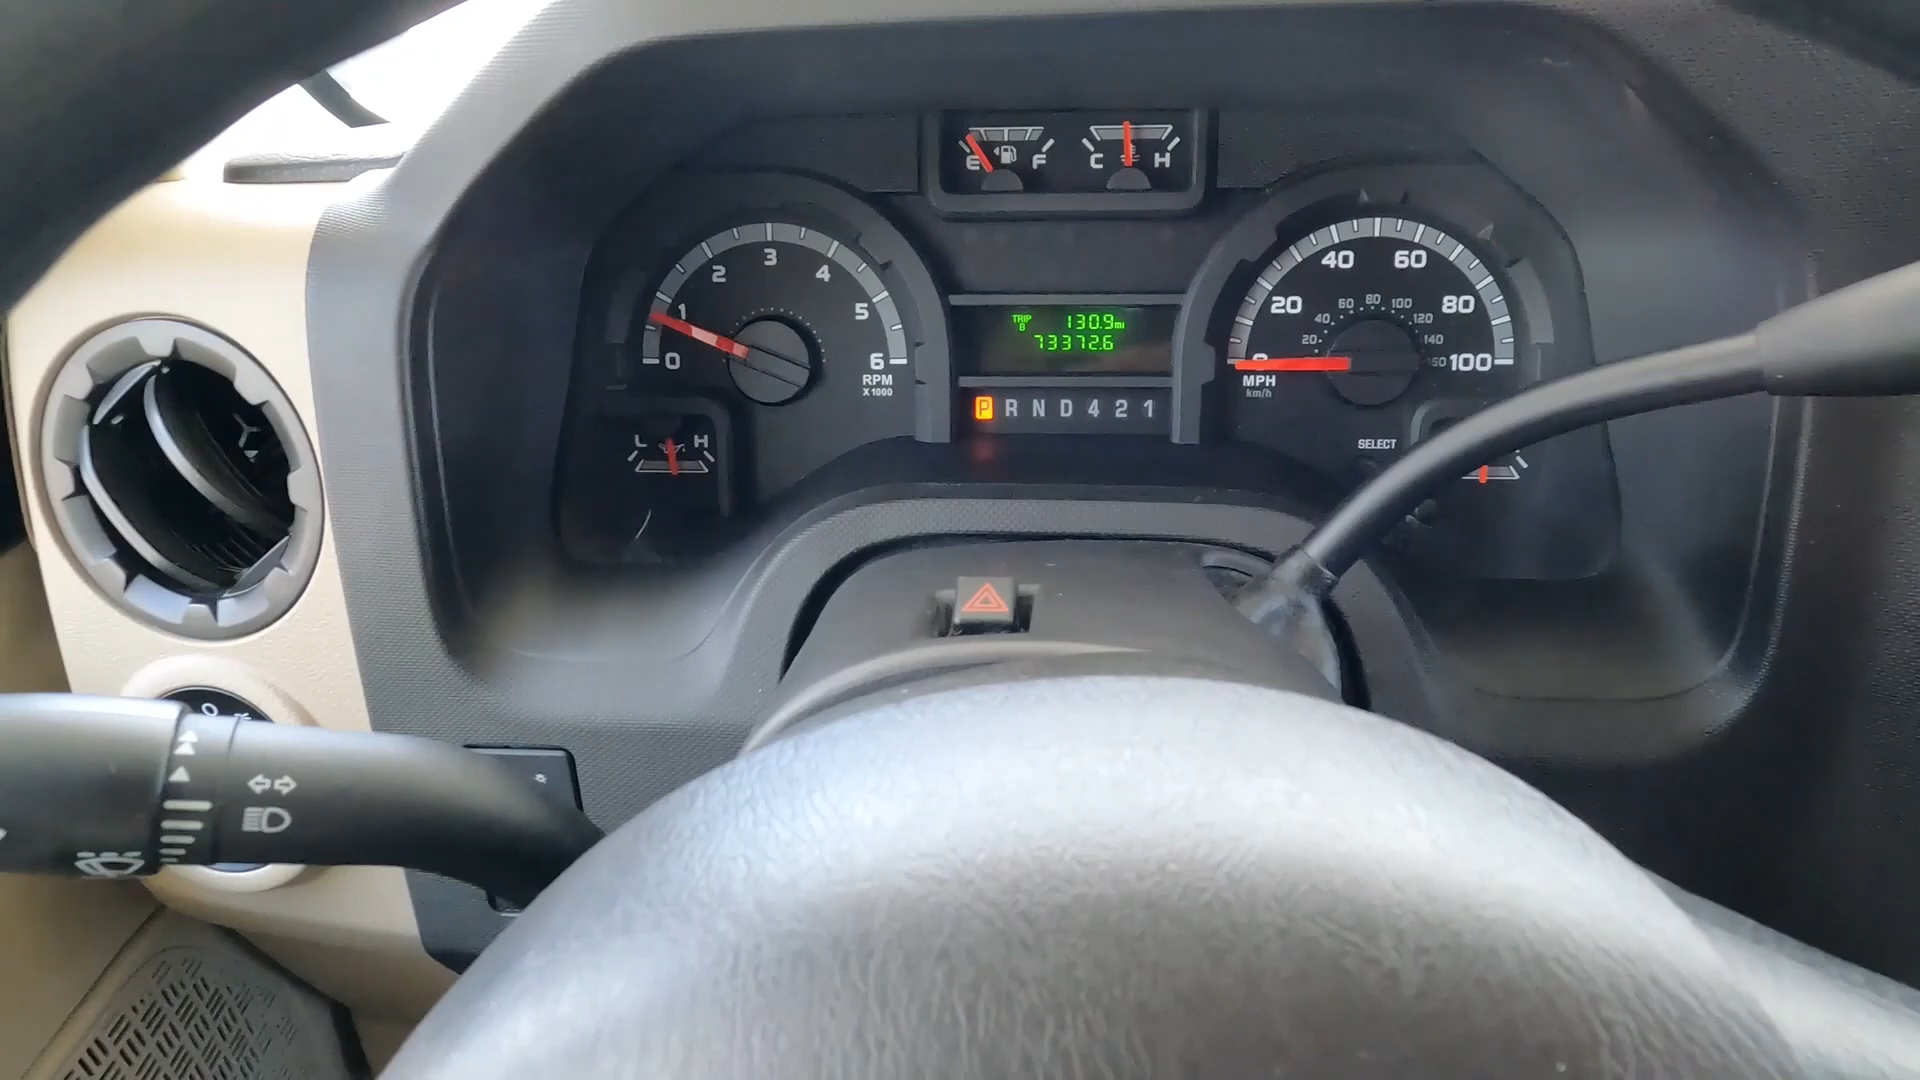 E F
C H
0 1 2 3 4 5 6
RPM
X1000
TRIP
B
130.9mi
73372.6
P R N D 4 2 1
20 40 60 80 100
20 40 60 80 100 120 140 160
MPH
km/h
L H
SELECT